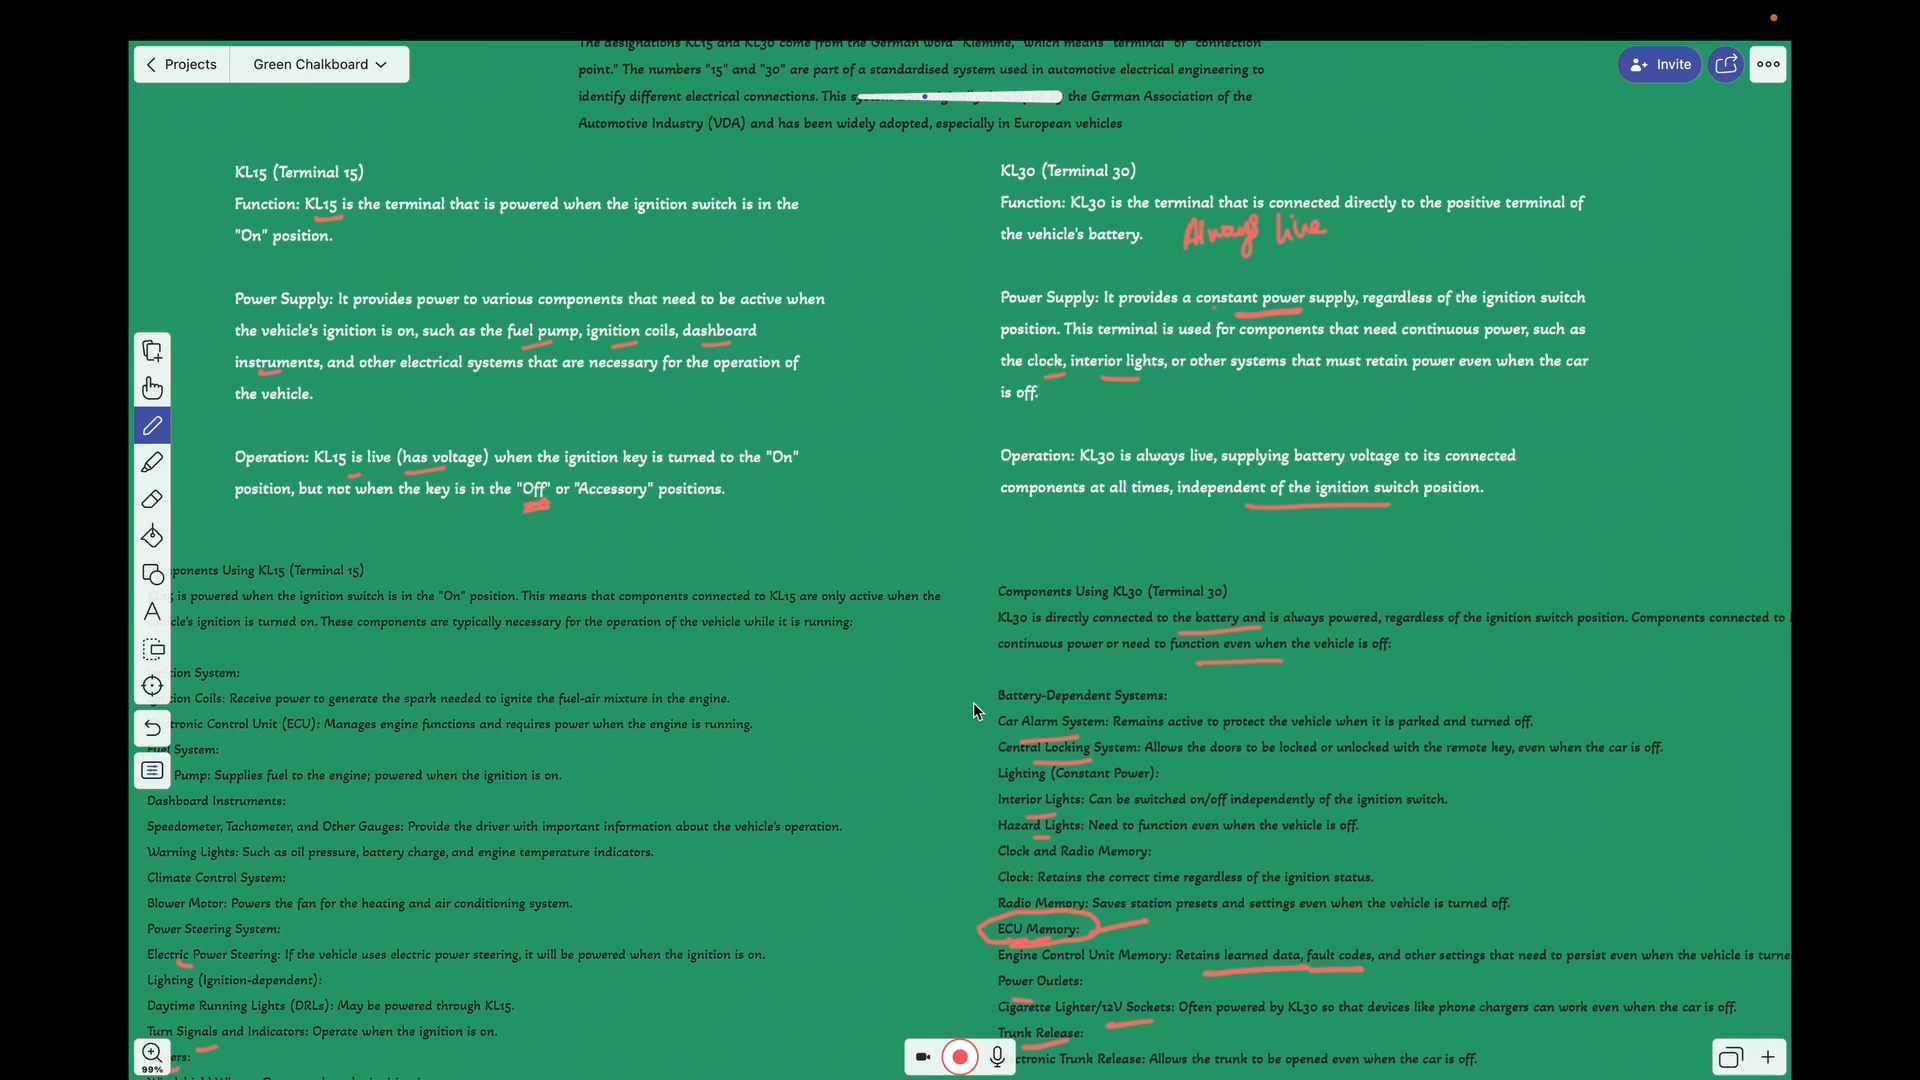 Projects
Green Chalkboard
Invite
The designations KL15 and KL30 come from the German word "Klemme," which means "terminal" or "connection
point." The numbers "15" and "30" are part of a standardised system used in automotive electrical engineering to
identify different electrical connections. This the German Association of the
Automotive Industry (VDA) and has been widely adopted, especially in European vehicles
KL15 (Terminal 15)
Function: KL15 is the terminal that is powered when the ignition switch is in the
"On" position.
Power Supply: It provides power to various components that need to be active when
the vehicle's ignition is on, such as the fuel pump, ignition coils, dashboard
instruments, and other electrical systems that are necessary for the operation of
the vehicle.
Operation: KL15 is live (has voltage) when the ignition key is turned to the "On"
position, but not when the key is in the "Off" or "Accessory" positions.
KL30 (Terminal 30)
Function: KL30 is the terminal that is connected directly to the positive terminal of
the vehicle's battery.
Always live
Power Supply: It provides a constant power supply, regardless of the ignition switch
position. This terminal is used for components that need continuous power, such as
the clock, interior lights, or other systems that must retain power even when the car
is off.
Operation: KL30 is always live, supplying battery voltage to its connected
components at all times, independent of the ignition switch position.
ponents Using KL15 (Terminal 15)
is powered when the ignition switch is in the "On" position. This means that components connected to KL15 are only active when the
cle's ignition is turned on. These components are typically necessary for the operation of the vehicle while it is running:
tion System:
ion Coils: Receive power to generate the spark needed to ignite the fuel-air mixture in the engine.
tronic Control Unit (ECU): Manages engine functions and requires power when the engine is running.
Fuel System:
Pump: Supplies fuel to the engine; powered when the ignition is on.
Dashboard Instruments:
Speedometer, Tachometer, and Other Gauges: Provide the driver with important information about the vehicle's operation.
Warning Lights: Such as oil pressure, battery charge, and engine temperature indicators.
Climate Control System:
Blower Motor: Powers the fan for the heating and air conditioning system.
Power Steering System:
Electric Power Steering: If the vehicle uses electric power steering, it will be powered when the ignition is on.
Lighting (Ignition-dependent):
Daytime Running Lights (DRLs): May be powered through KL15.
Turn Signals and Indicators: Operate when the ignition is on.
ers:
Components Using KL30 (Terminal 30)
KL30 is directly connected to the battery and is always powered, regardless of the ignition switch position. Components connected to
continuous power or need to function even when the vehicle is off:
Battery-Dependent Systems:
Car Alarm System: Remains active to protect the vehicle when it is parked and turned off.
Central Locking System: Allows the doors to be locked or unlocked with the remote key, even when the car is off.
Lighting (Constant Power):
Interior Lights: Can be switched on/off independently of the ignition switch.
Hazard Lights: Need to function even when the vehicle is off.
Clock and Radio Memory:
Clock: Retains the correct time regardless of the ignition status.
Radio Memory: Saves station presets and settings even when the vehicle is turned off.
ECU Memory:
Engine Control Unit Memory: Retains learned data, fault codes, and other settings that need to persist even when the vehicle is turne
Power Outlets:
Cigarette Lighter/12V Sockets: Often powered by KL30 so that devices like phone chargers can work even when the car is off.
Trunk Release:
ctronic Trunk Release: Allows the trunk to be opened even when the car is off.
99%